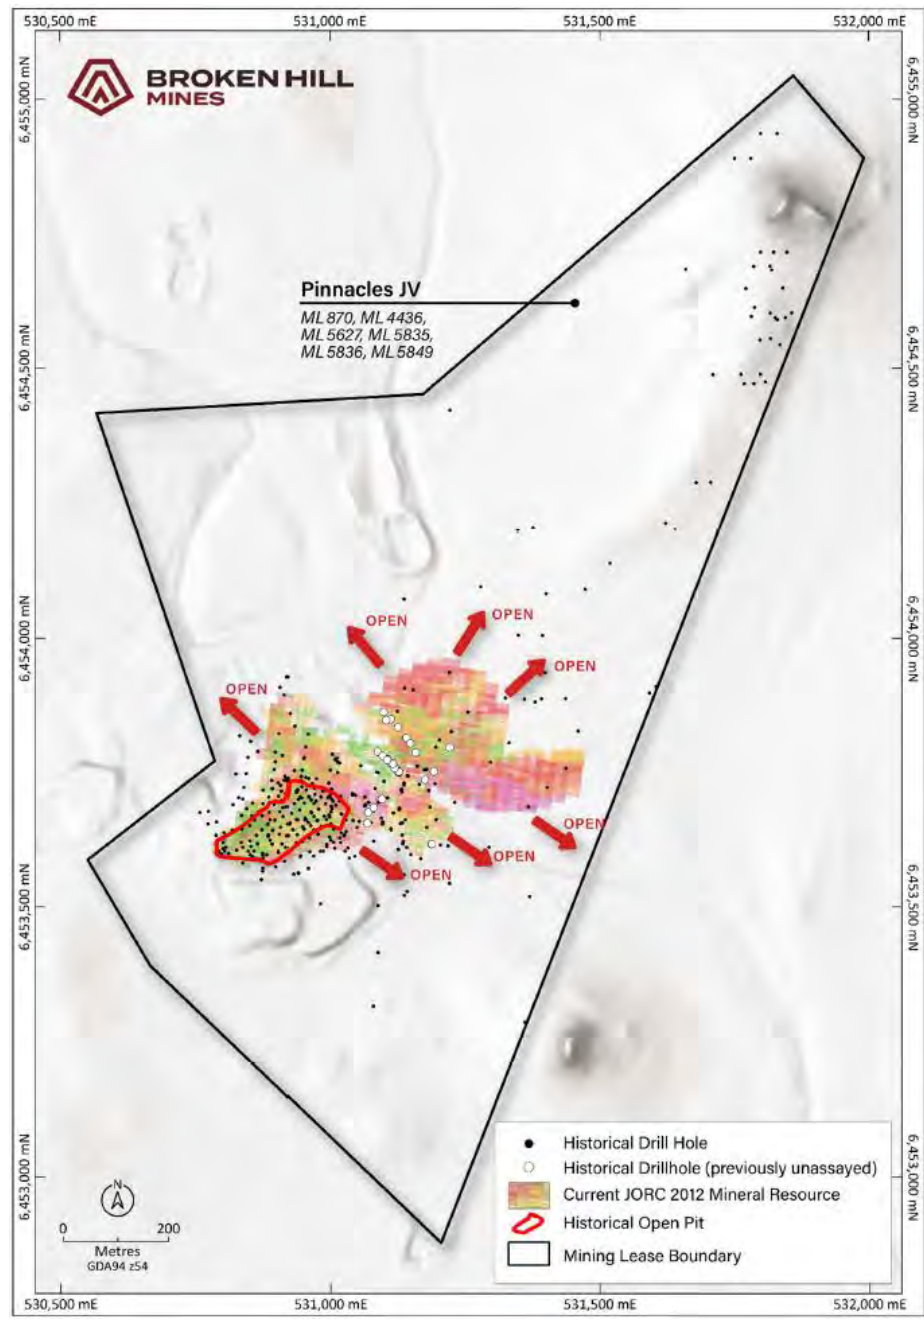 530,500 mE
531,000 mE
531,500 mE
532,000 mE
BROKEN HILL
MINES
6,455,000 mN
6,455,000 mN
Pinnacles JV
ML 870, ML 4436,
ML 5627, ML 5835,
ML 5836, ML 5849
6,454,500 mN
6,454,500 mN
OPEN
OPEN
OPEN
OPEN
6,454,000 mN
6,454,000 mN
OPEN
OPEN
OPEN
6,453,500 mN
6,453,500 mN
Historical Drill Hole
Historical Drillhole (previously unassayed)
Current JORC 2012 Mineral Resource
Historical Open Pit
Mining Lease Boundary
6,453,000 mN
6,453,000 mN
N
0 200
Metres
GDA94 z54
530,500 mE
531,000 mE
531,500 mE
532,000 mE